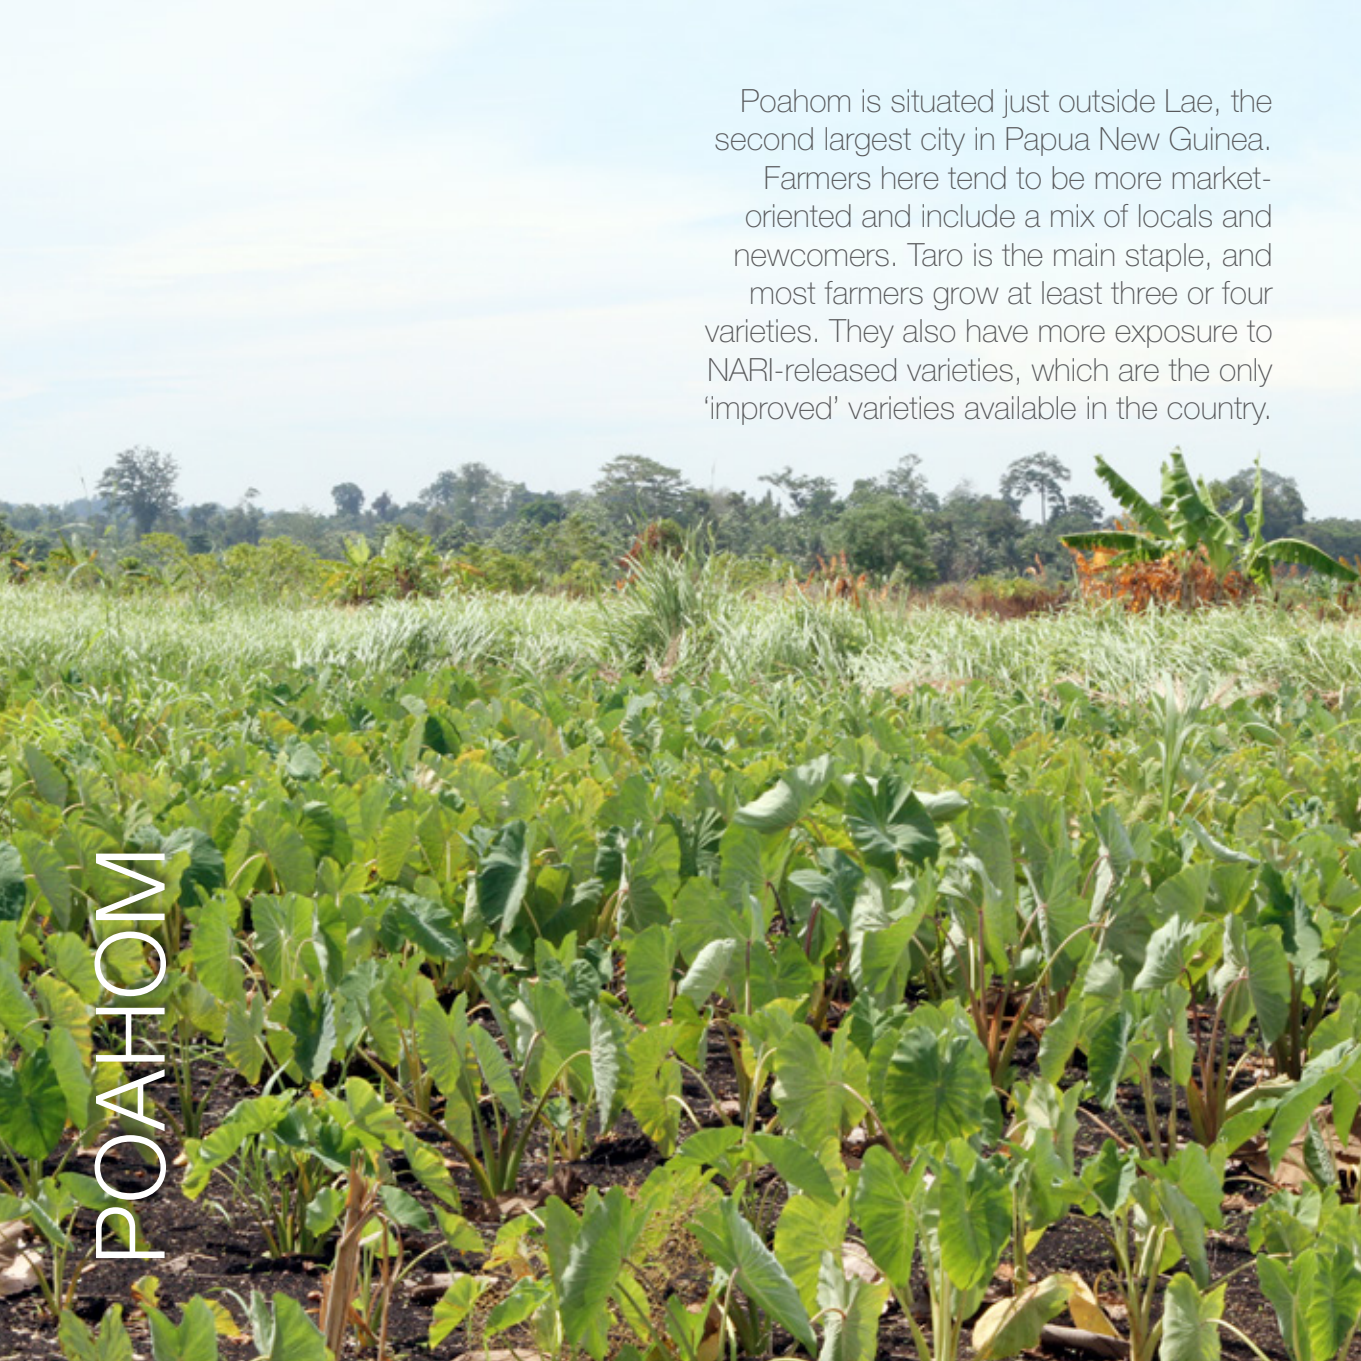 Poahom is situated just outside Lae, the
second largest city in Papua New Guinea.
Farmers here tend to be more market-
oriented and include a mix of locals and
newcomers. Taro is the main staple, and
most farmers grow at least three or four
varieties. They also have more exposure to
NARI-released varieties, which are the only
‘improved’ varieties available in the country.
POAHOM